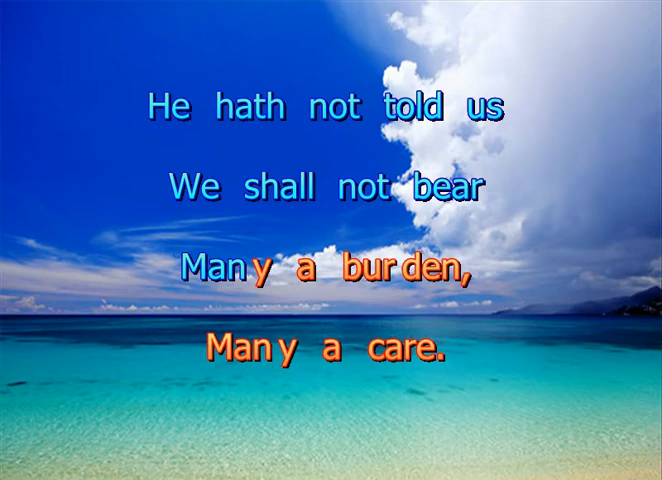 He hath not told us
We shall not bear
Many a burden,
Many a care.